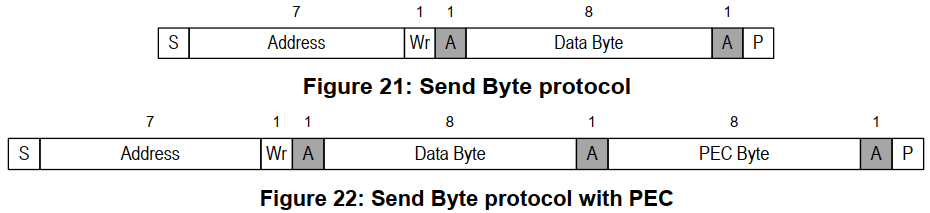 7 1 1 8 1
S Address Wr A Data Byte A P
Figure 21: Send Byte protocol
7 1 1 8 1 8 1
S Address Wr A Data Byte A PEC Byte A P
Figure 22: Send Byte protocol with PEC